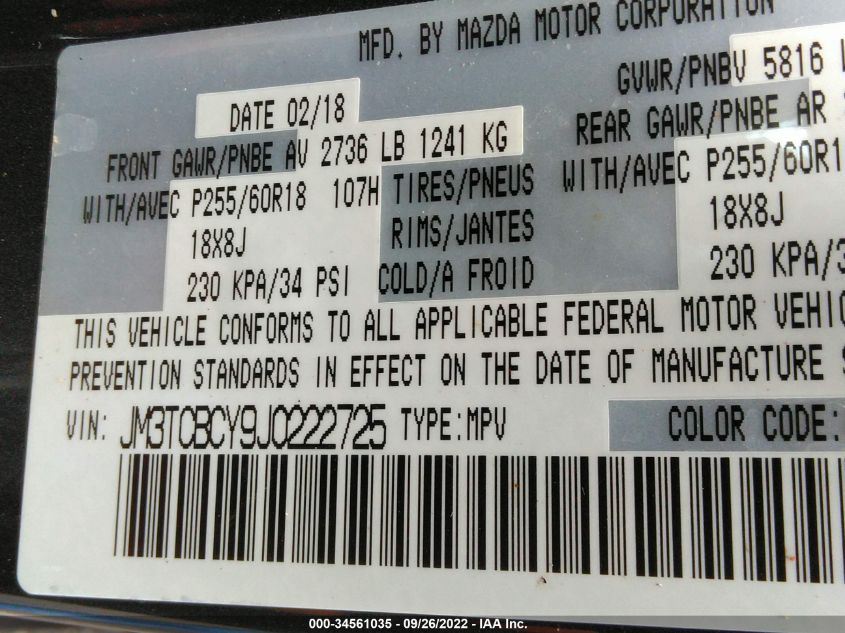 MFD. BY MAZDA MOTOR CORPORATION
DATE 02/18
GVWR/PNBV 5816 L
FRONT GAWR/PNBE AV 2736 LB 1241 KG
REAR GAWR/PNBE AR
WITH/AVEC P255/60R18 107H TIRES/PNEUS WITH/AVEC P255/60R1
18X8J RIMS/JANTES 18X8J
230 KPA/34 PSI COLD/A FROID 230 KPA/3
THIS VEHICLE CONFORMS TO ALL APPLICABLE FEDERAL MOTOR VEHIC
PREVENTION STANDARDS IN EFFECT ON THE DATE OF MANUFACTURE S
VIN: JM3TCBCY9J0222725 TYPE:MPV COLOR CODE:
000-34561035 - 09/26/2022 - IAA Inc.